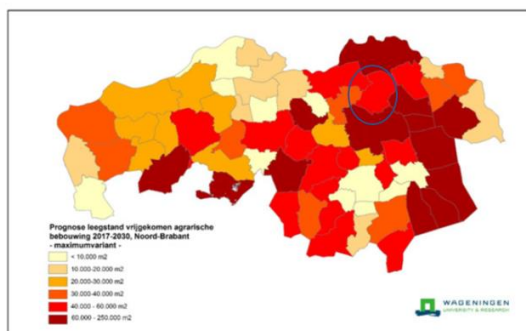 Prognose leegstand vrijgekomen agrarische
bebouwing 2017-2030, Noord-Brabant
- maximumvariant -
< 10.000 m2
10.000-20.000 m2
20.000-30.000 m2
30.000-40.000 m2
40.000 - 60.000 m2
60.000 - 250.000 m2
WAGENINGEN
UNIVERSITY & RESEARCH